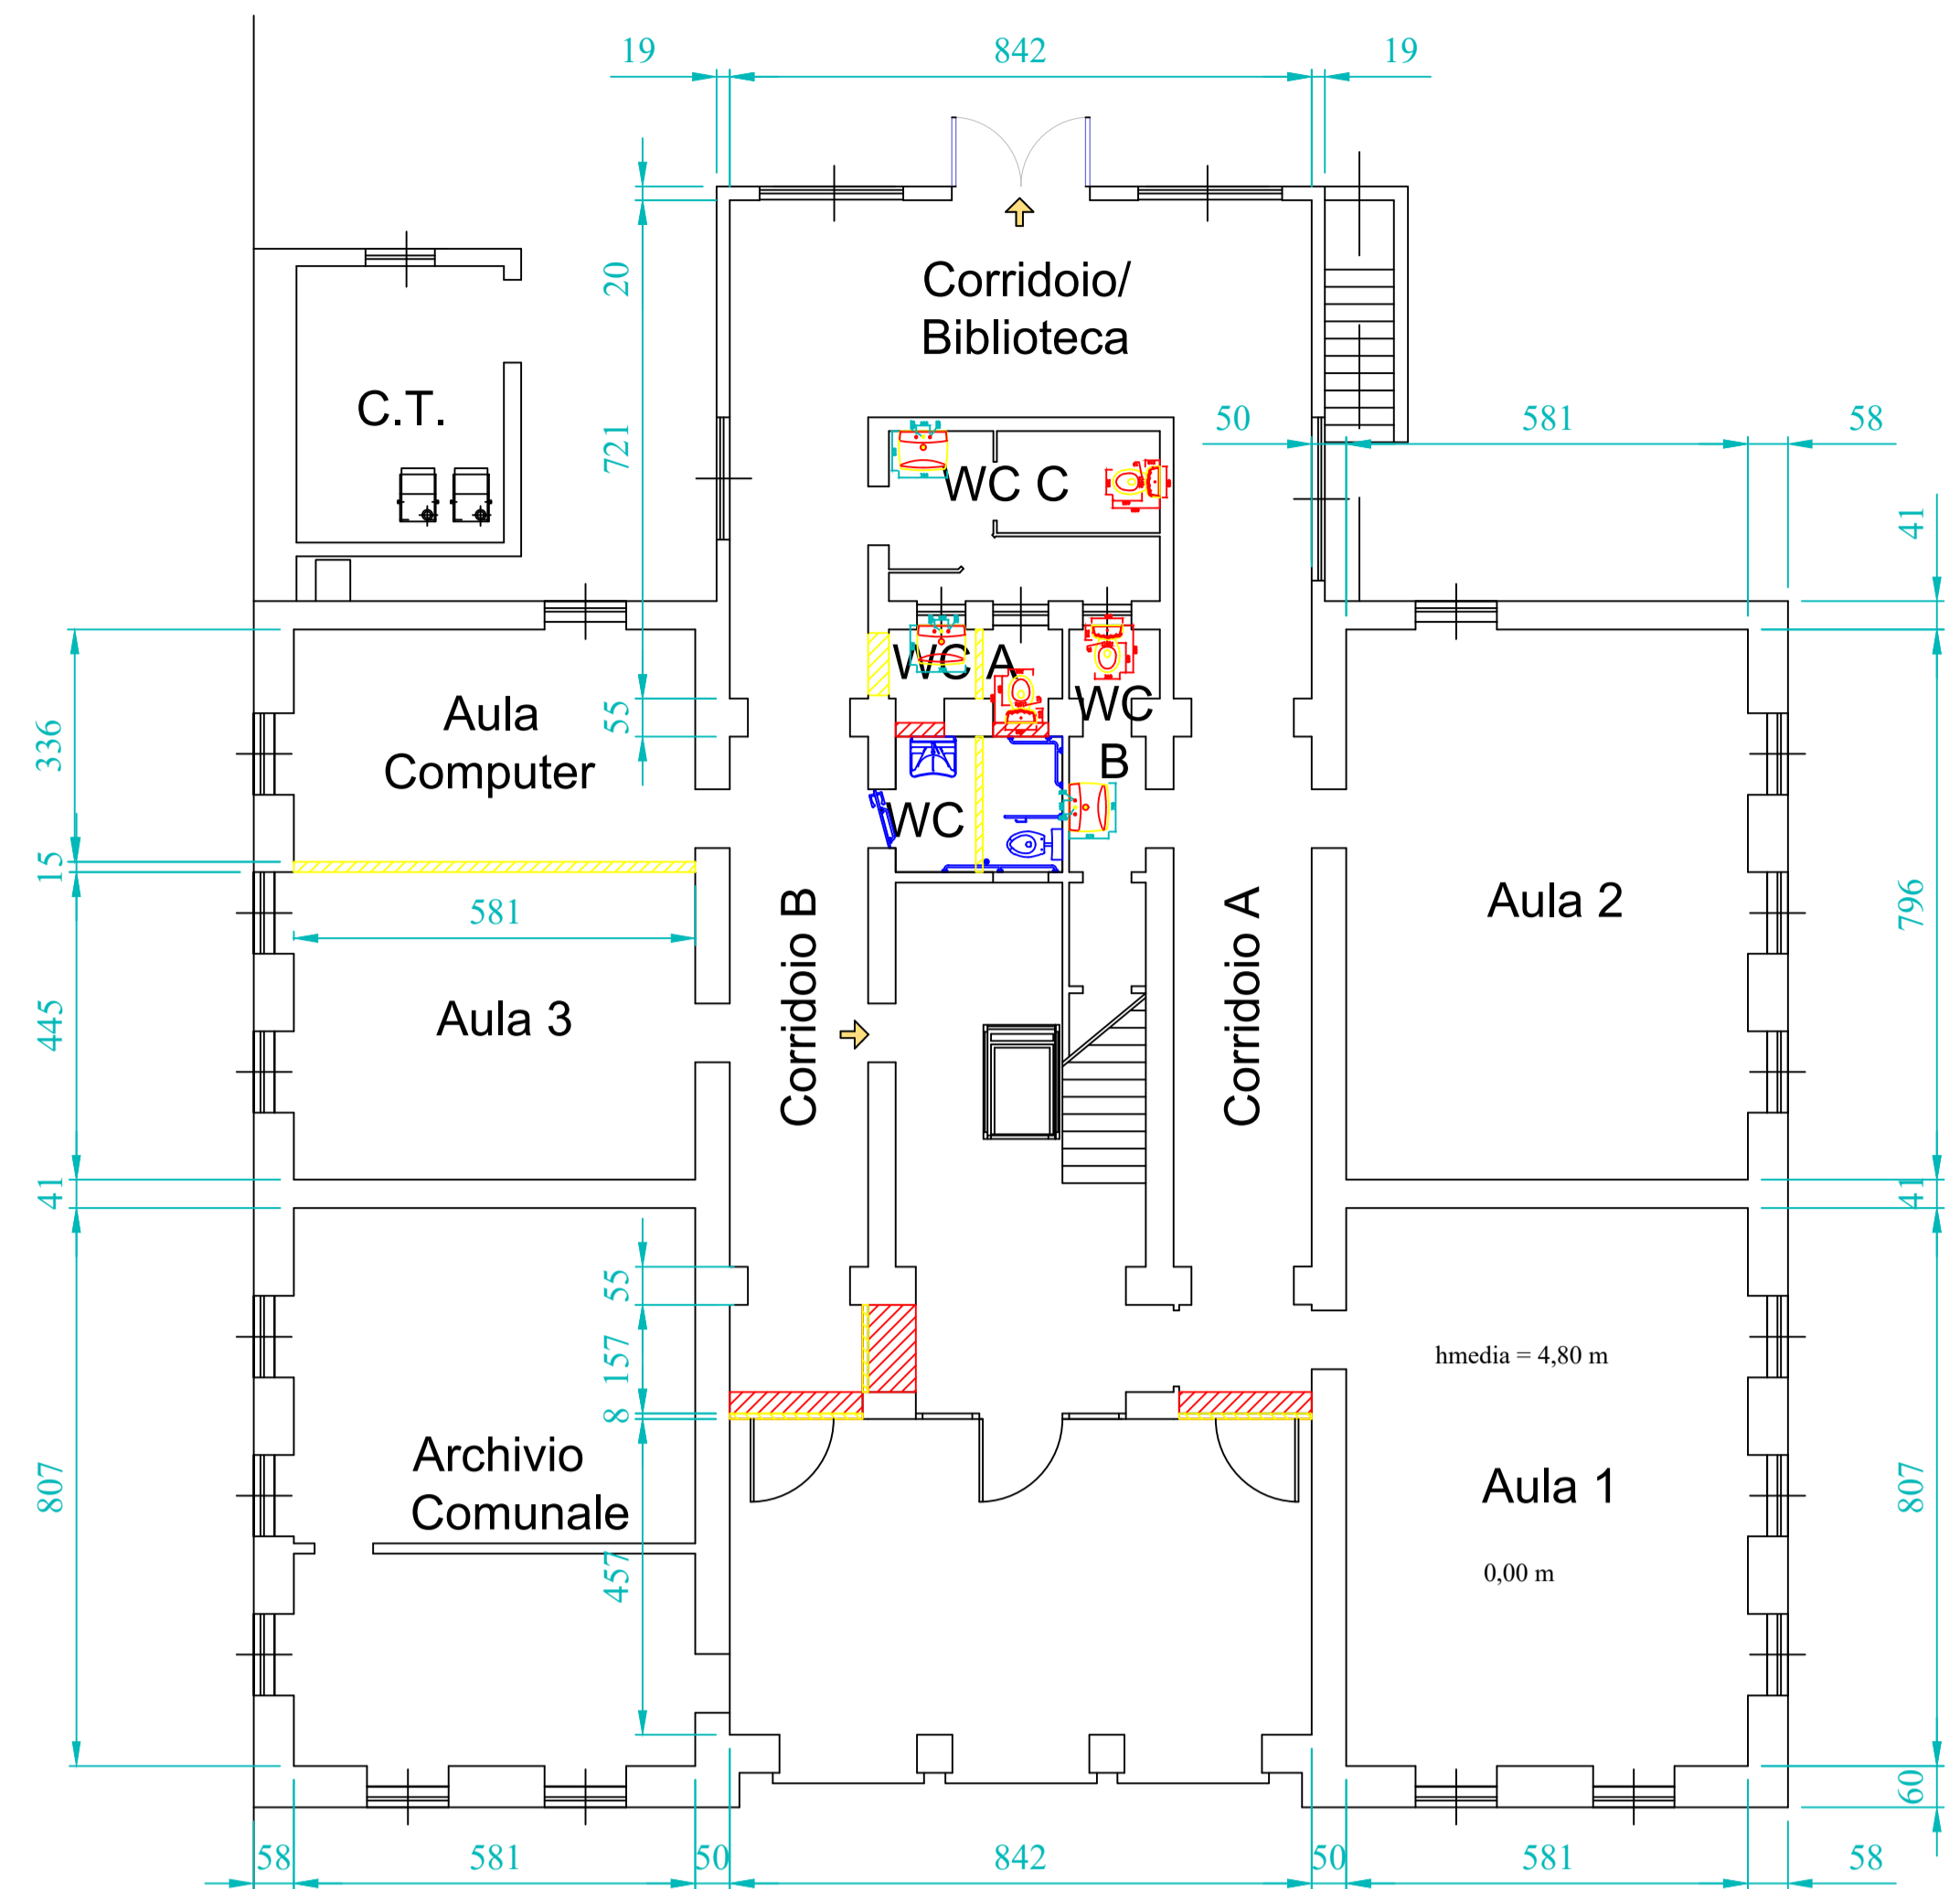 19
842
19
20
Corridoio/
Biblioteca
C.T.
721
50
581
58
WC C
41
WC A
336
Aula
Computer
55
WC
B
WC
15
581
Corridoio B
Corridoio A
Aula 2
796
445
Aula 3
41
41
55
157
8
hmedia = 4,80 m
807
Archivio
Comunale
457
Aula 1
807
0,00 m
60
58
581
50
842
50
581
58